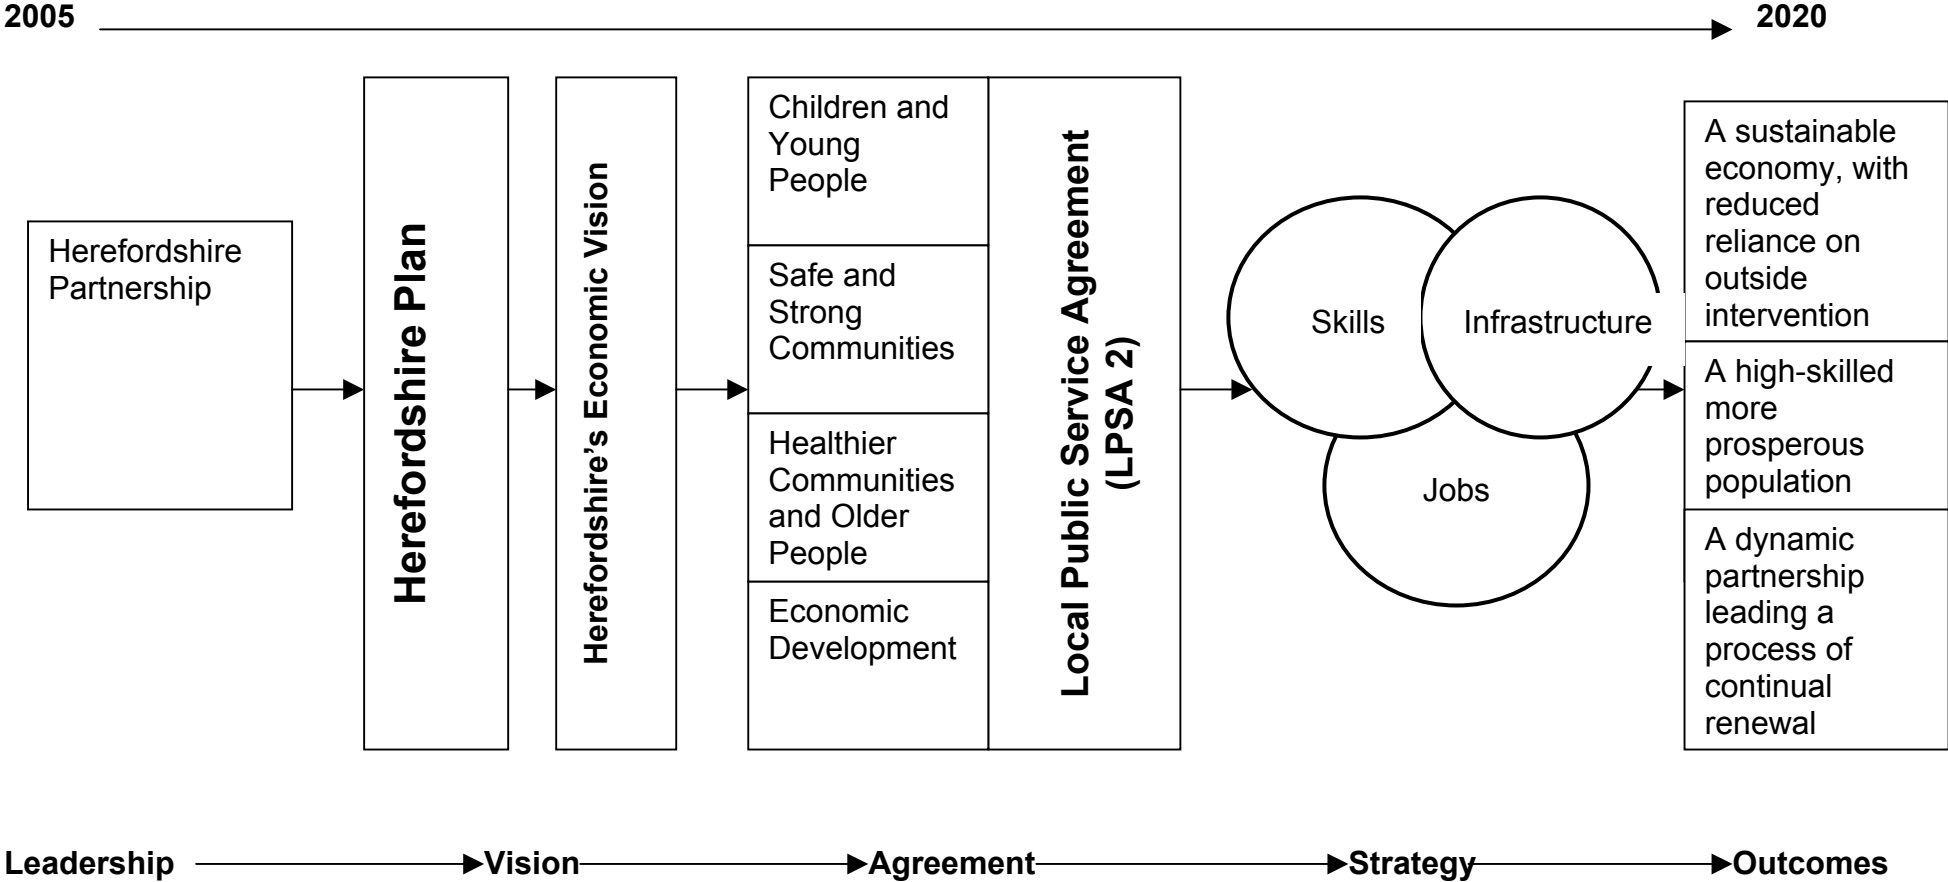 2005
2020
Herefordshire
Partnership
Herefordshire Plan
Herefordshire’s Economic Vision
Children and
Young
People
Safe and
Strong
Communities
Healthier
Communities
and Older
People
Economic
Development
Local Public Service Agreement
(LPSA 2)
Skills
Infrastructure
Jobs
A sustainable
economy, with
reduced
reliance on
outside
intervention
A high-skilled
more
prosperous
population
A dynamic
partnership
leading a
process of
continual
renewal
Leadership
Vision
Agreement
Strategy
Outcomes